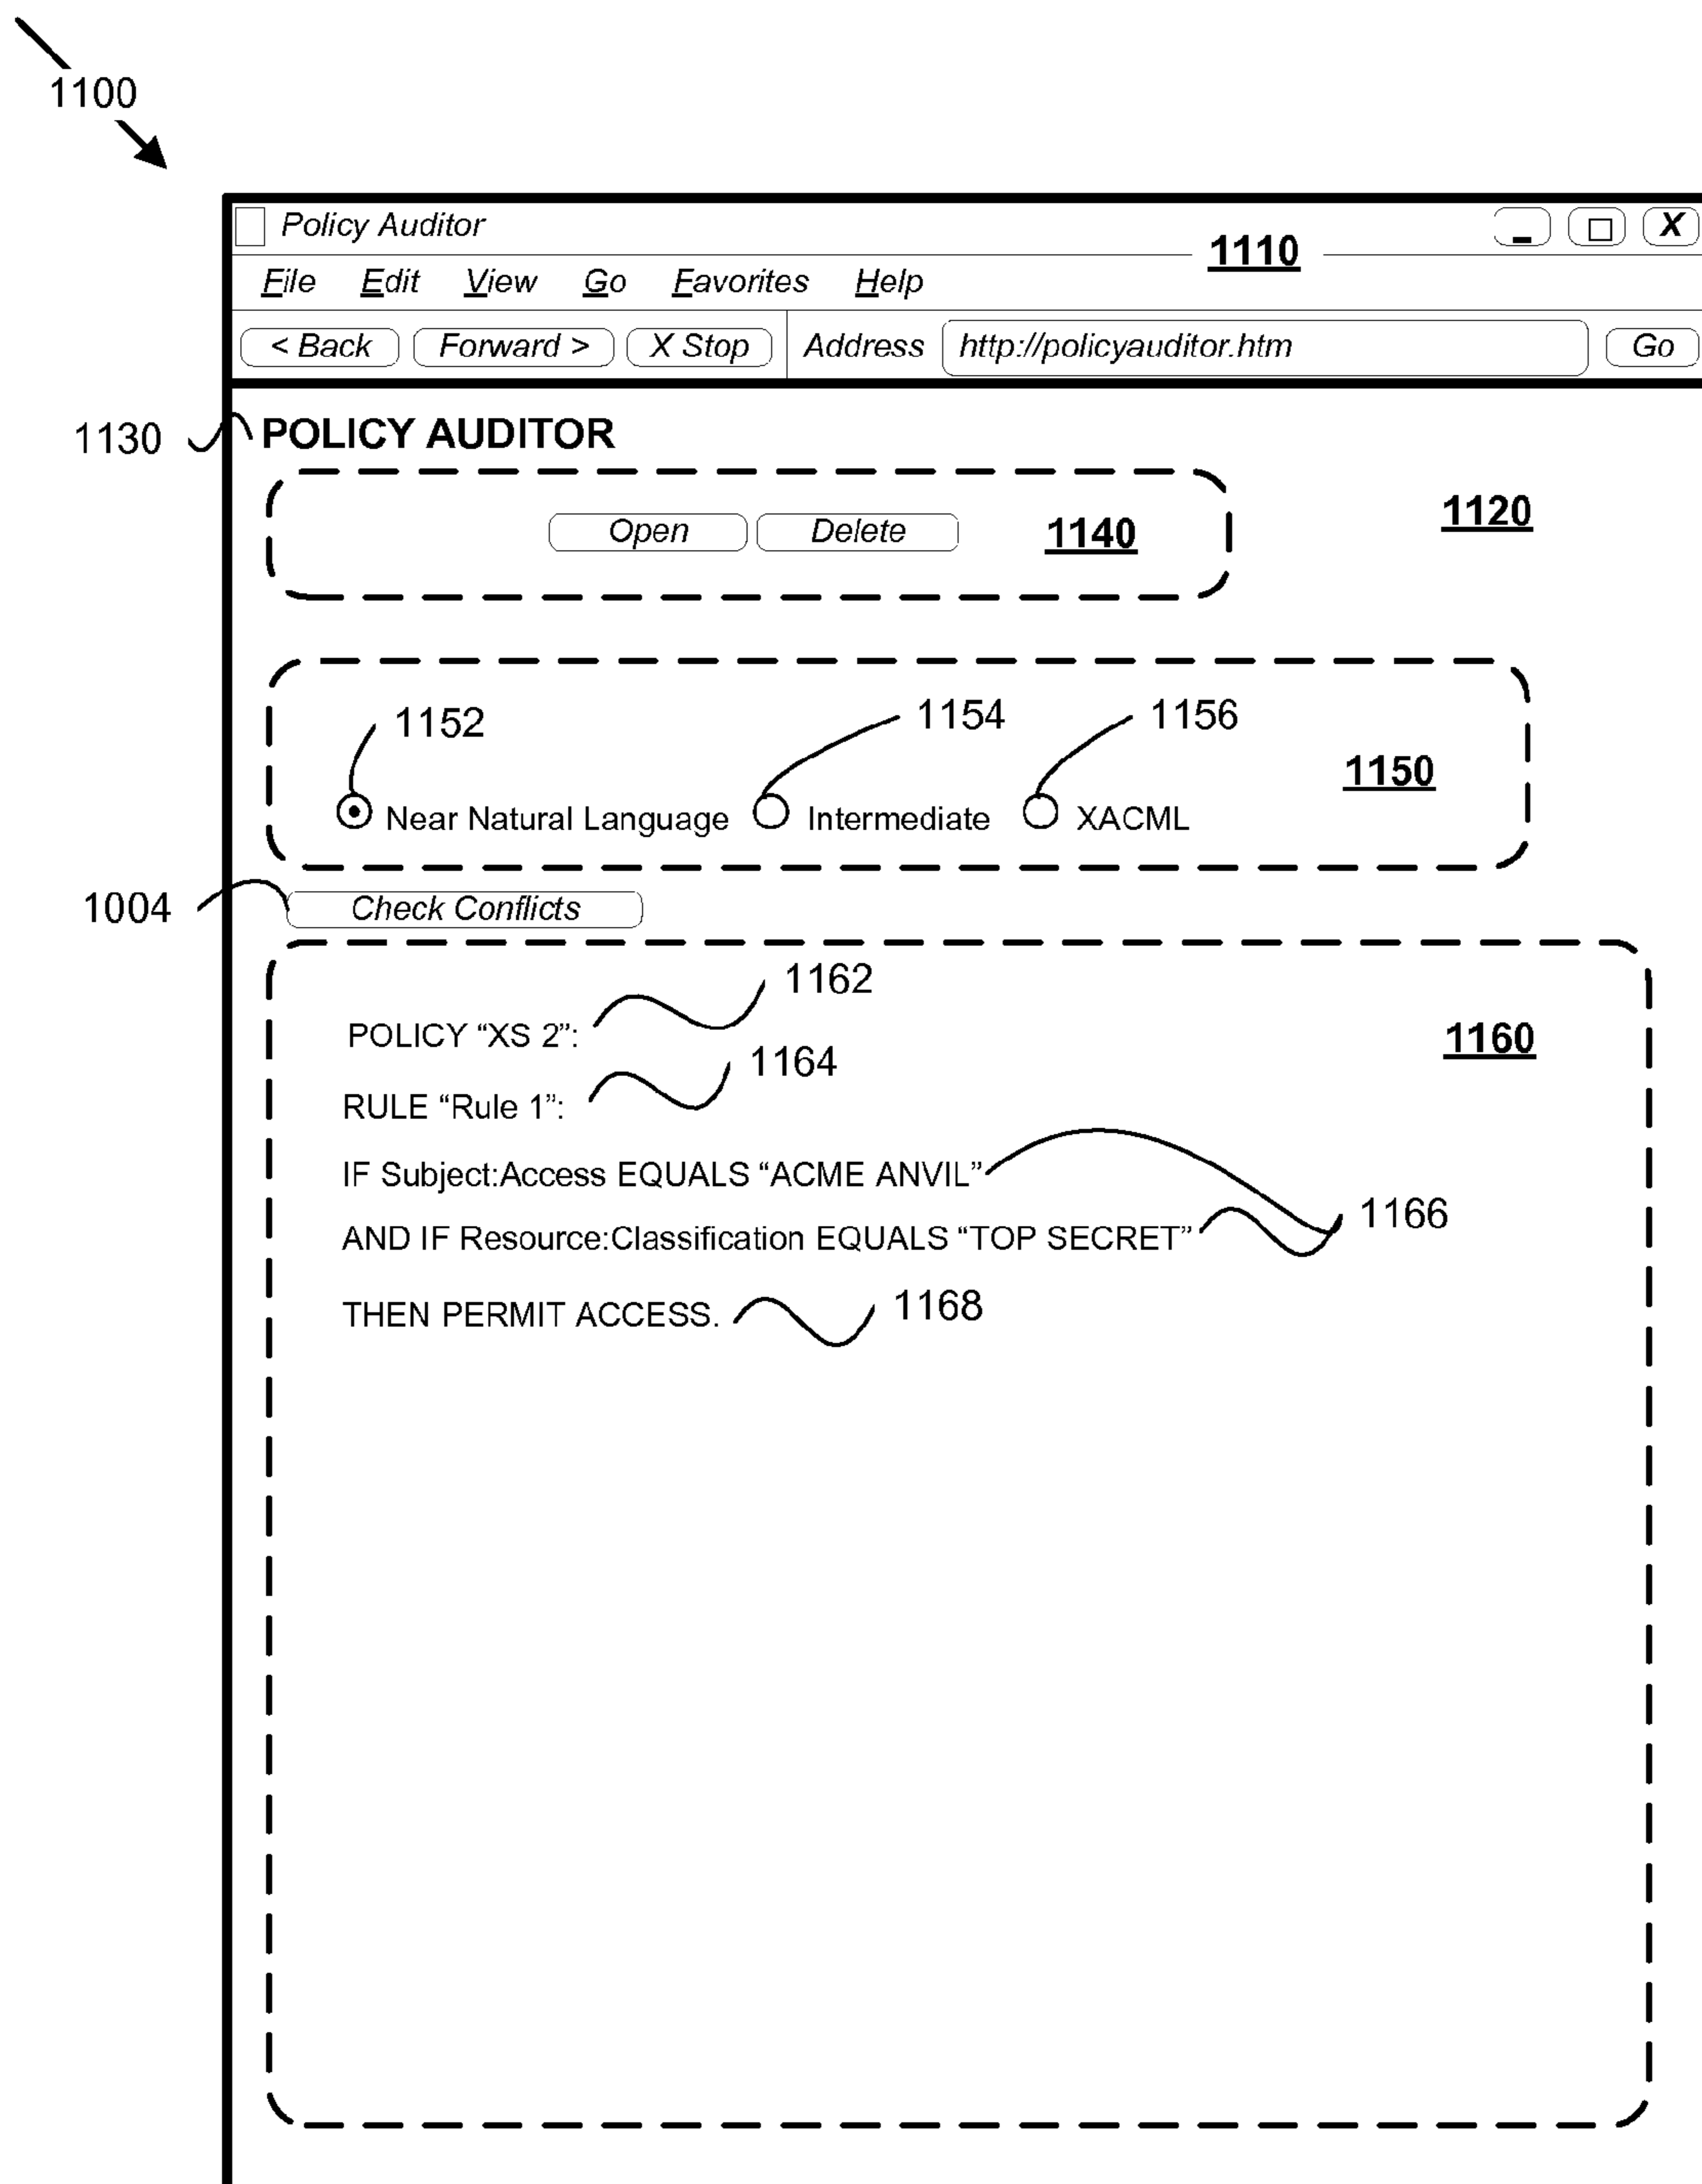 1100
Policy Auditor
1110
X
File Edit View Go Favorites Help
< Back Forward > X Stop Address http://policyauditor.htm Go
1130 POLICY AUDITOR
1120
Open Delete 1140
1152 1154 1156
1150
Near Natural Language Intermediate XACML
1004 Check Conflicts
1162
POLICY “XS 2”:
1160
1164
RULE “Rule 1”:
IF Subject:Access EQUALS “ACME ANVIL”
1166
AND IF Resource:Classification EQUALS “TOP SECRET”
THEN PERMIT ACCESS. 1168